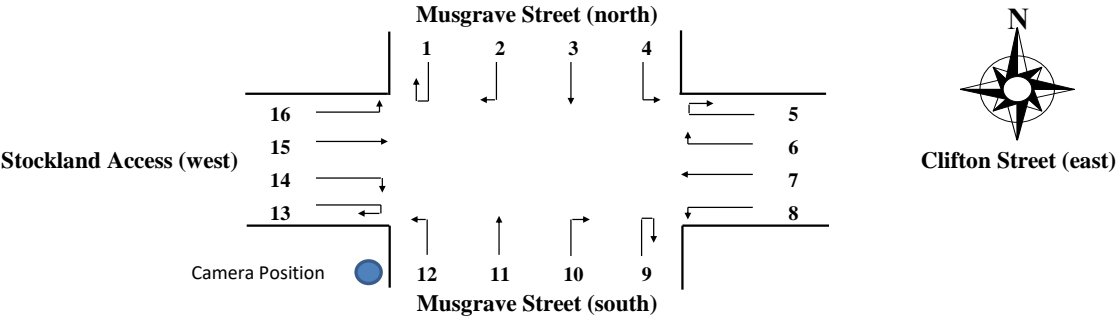 Musgrave Street (north)
N
1 2 3 4
16 5
15 6
Stockland Access (west) Clifton Street (east)
14 7
13 8
Camera Position 12 11 10 9
Musgrave Street (south)